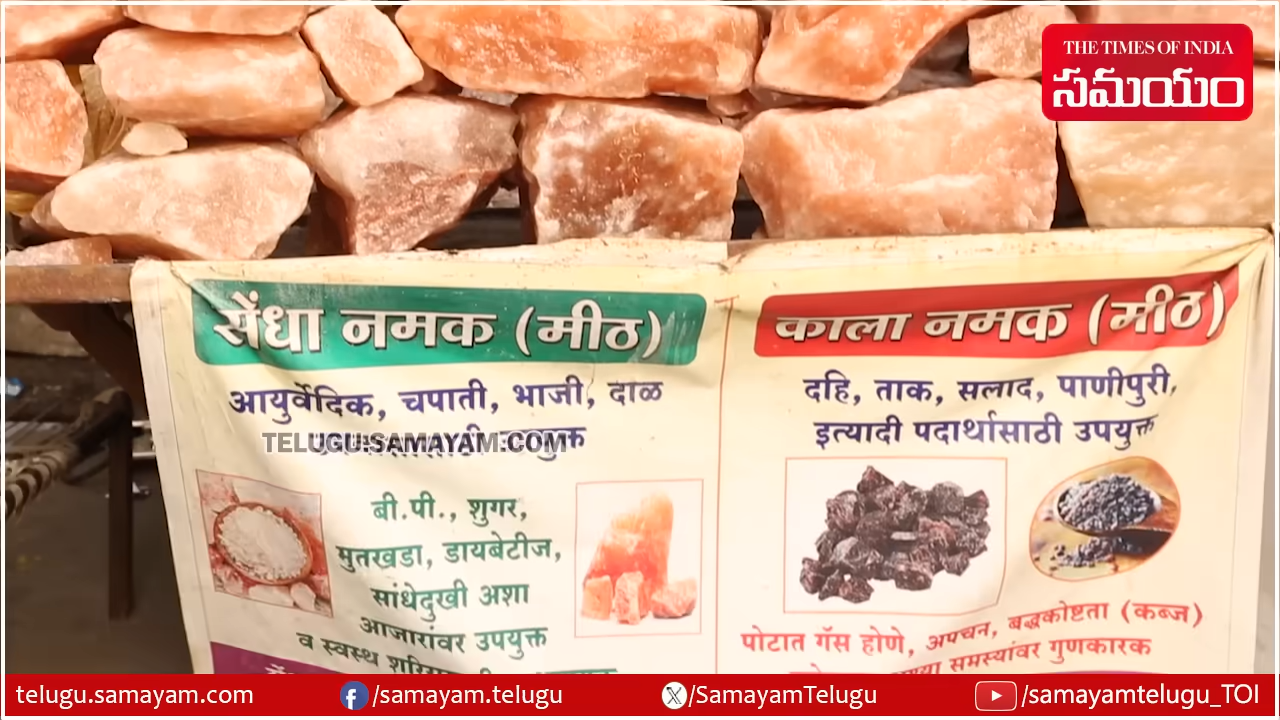 THE TIMES OF INDIA
సమయం
सेंधा नमक (मीठ)
आयुर्वेदिक, चपाती, भाजी, दाळ
TELUGU.SAMAYAM.COM
बी.पी., शुगर,
मुतखडा, डायबेटीज,
सांधेदुखी अशा
आजारांवर उपयुक्त
व स्वस्थ
काला नमक (मीठ)
दहि, ताक, सलाद, पाणीपुरी,
इत्यादी पदार्थासाठी उपयुक्त
पोटात गॅस होणे, अपचन, बद्धकोष्टता (कब्ज)
समस्यांवर गुणकारक
telugu.samayam.com
/samayam.telugu
/SamayamTelugu
/samayamtelugu_TOI